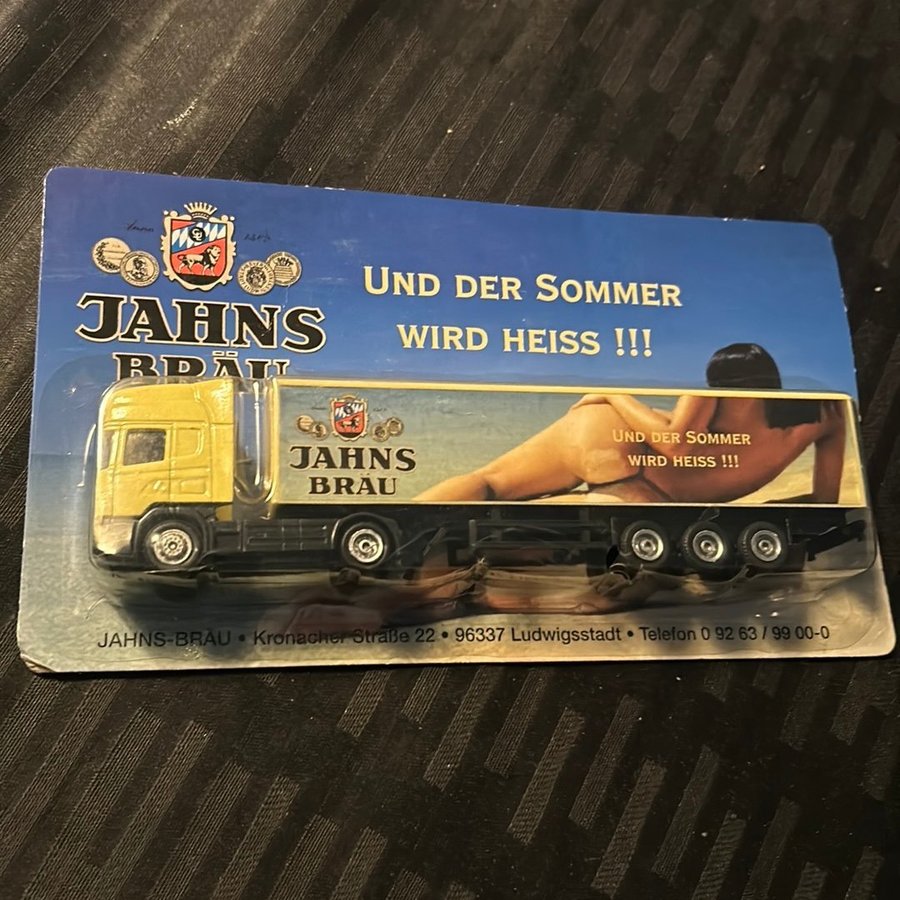 JAHNS
BRÄU
UND DER SOMMER
WIRD HEISS !!!
JAHNS
BRÄU
UND DER SOMMER
WIRD HEISS !!!
JAHNS-BRÄU • Kronacher Straße 22 • 96337 Ludwigsstadt • Telefon 0 92 63 / 99 00-0